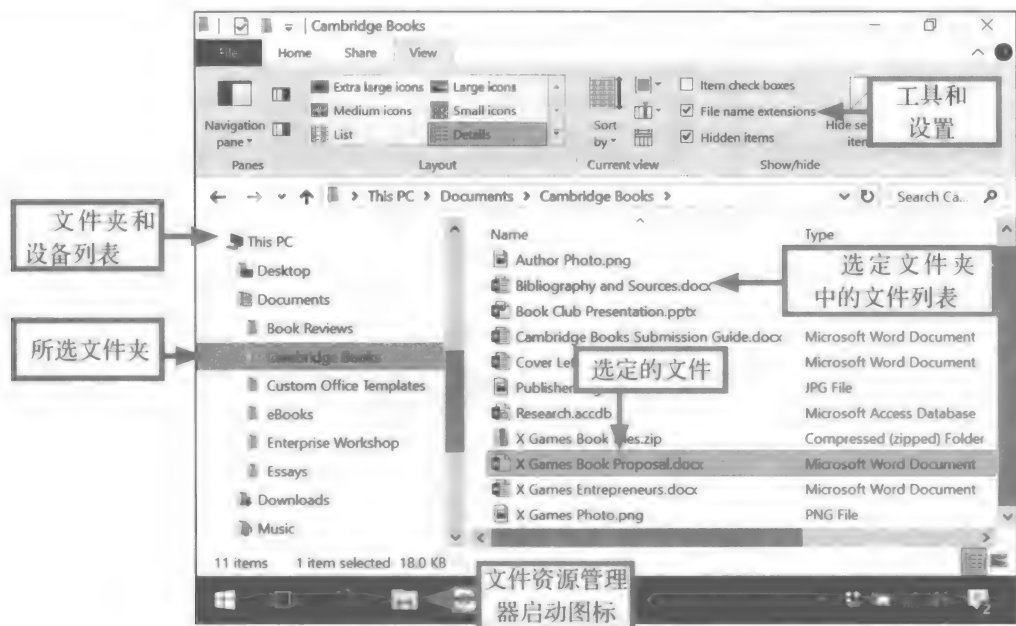 Cambridge Books
File
Home
Share
View
Extra large icons
Large icons
Medium icons
Small icons
List
Details
Navigation
pane
Sort
by
Item check boxes
File name extensions
Hidden items
Hide se
item
工具和
设置
Panes
Layout
Current view
Show/hide
This PC > Documents > Cambridge Books >
Search Ca...
文件夹和
设备列表
所选文件夹
This PC
Desktop
Documents
Book Reviews
Cambridge Books
Custom Office Templates
eBooks
Enterprise Workshop
Essays
Downloads
Music
Name
Type
Author Photo.png
Bibliography and Sources.docx
Book Club Presentation.pptx
Cambridge Books Submission Guide.docx
Microsoft Word Document
Cover Let
Microsoft Word Document
Publisher
JPG File
Research.accdb
Microsoft Access Database
X Games Book
les.zip
Compressed (zipped) Folder
X Games Book Proposal.docx
Microsoft Word Document
X Games Entrepreneurs.docx
Microsoft Word Document
X Games Photo.png
PNG File
选定文件夹
中的文件列表
选定的文件
11 items
1 item selected 18.0 KB
文件资源管理
器启动图标
2